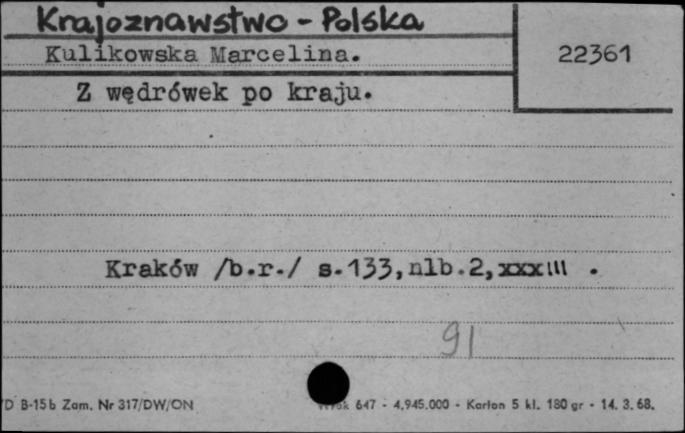 Krajoznawstwo - Polska
Kulikowska Marcelina.
22361
Z wędrówek po kraju.
Kraków /b.r./ s.133,nlb.2,xxxIII .
91
D B-15b Zam. Nr 317/DW/ON
647 - 4.945.000 - Karton 5 kl. 180 gr - 14. 3. 68.